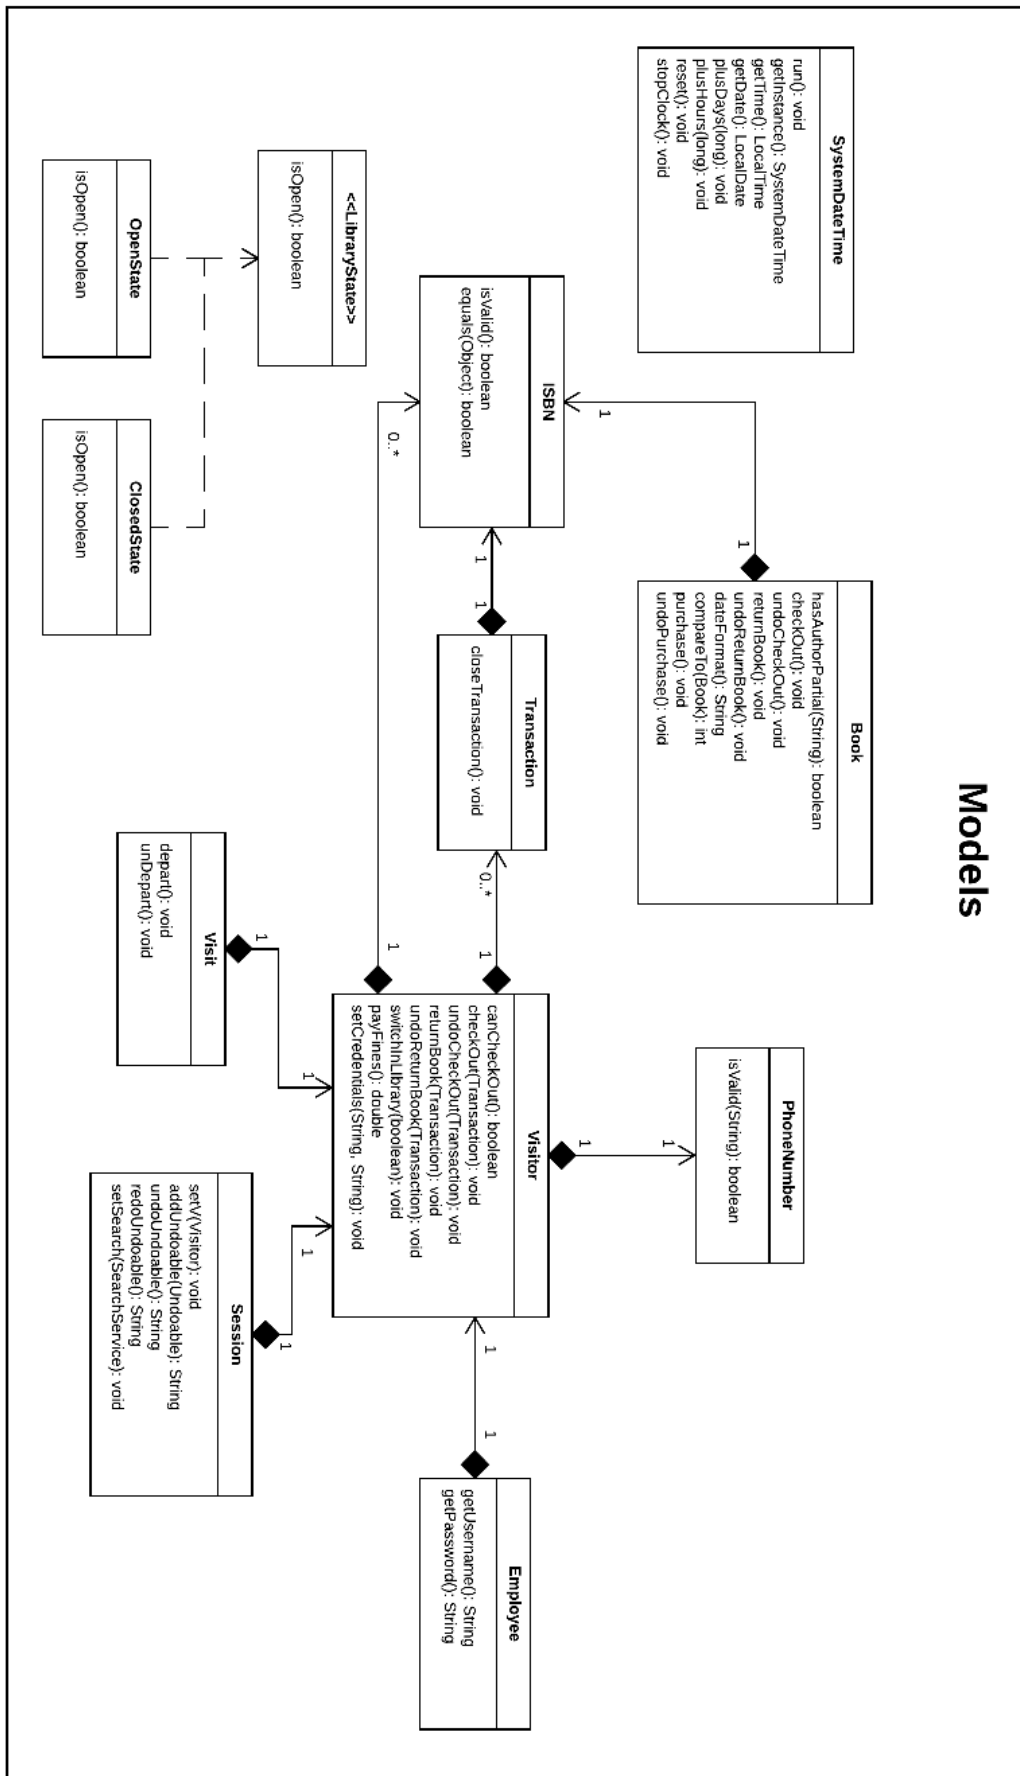 Models
SystemDateTime
run(): void
getInstance(): SystemDateTime
getTime(): LocalTime
getDate(): LocalDate
plusDays(long): void
plusHours(long): void
reset(): void
stopClock(): void
Book
hasAuthorPartial(String): boolean
checkOut(): void
undoCheckOut(): void
returnBook(): void
undoReturnBook(): void
dateFormat(): String
compareTo(Book): int
purchase(): void
undoPurchase(): void
1
1
PhoneNumber
isValid(String): boolean
1
1
ISBN
isValid(): boolean
equals(Object): boolean
0..*
1
1
1
Transaction
closeTransaction(): void
0..*
1
Visitor
canCheckOut(): boolean
checkOut(Transaction): void
undoCheckOut(Transaction): void
returnBook(Transaction): void
undoReturnBook(Transaction): void
switchInLibrary(boolean): void
payFines(): double
setCredentials(String, String): void
1
1
Employee
getUsername(): String
getPassword(): String
<<LibraryState>>
isOpen(): boolean
OpenState
isOpen(): boolean
ClosedState
isOpen(): boolean
1
1
Visit
depart(): void
unDepart(): void
1
1
Session
setV(Visitor): void
addUndoable(Undoable): String
undoUndoable(): String
redoUndoable(): String
setSearch(SearchService): void